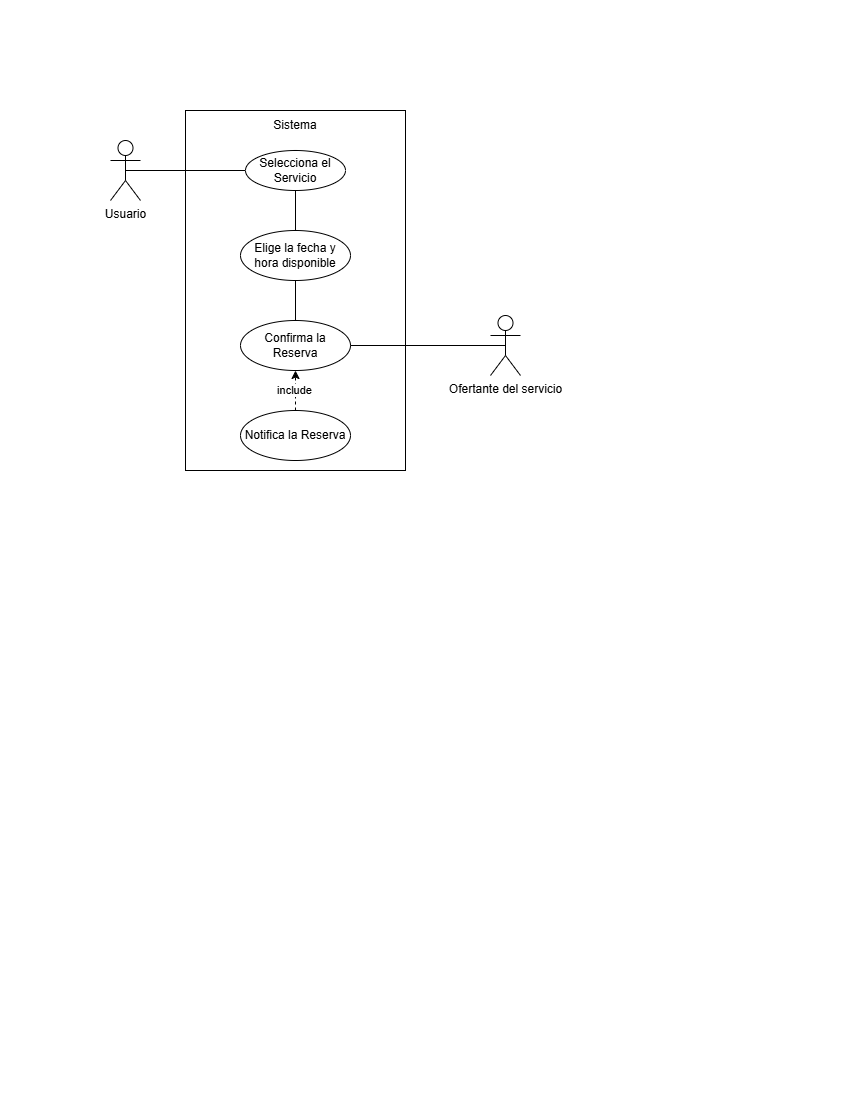 Sistema
Selecciona el
Servicio
Usuario
Elige la fecha y
hora disponible
Confirma la
Reserva
Ofertante del servicio
include
Notifica la Reserva